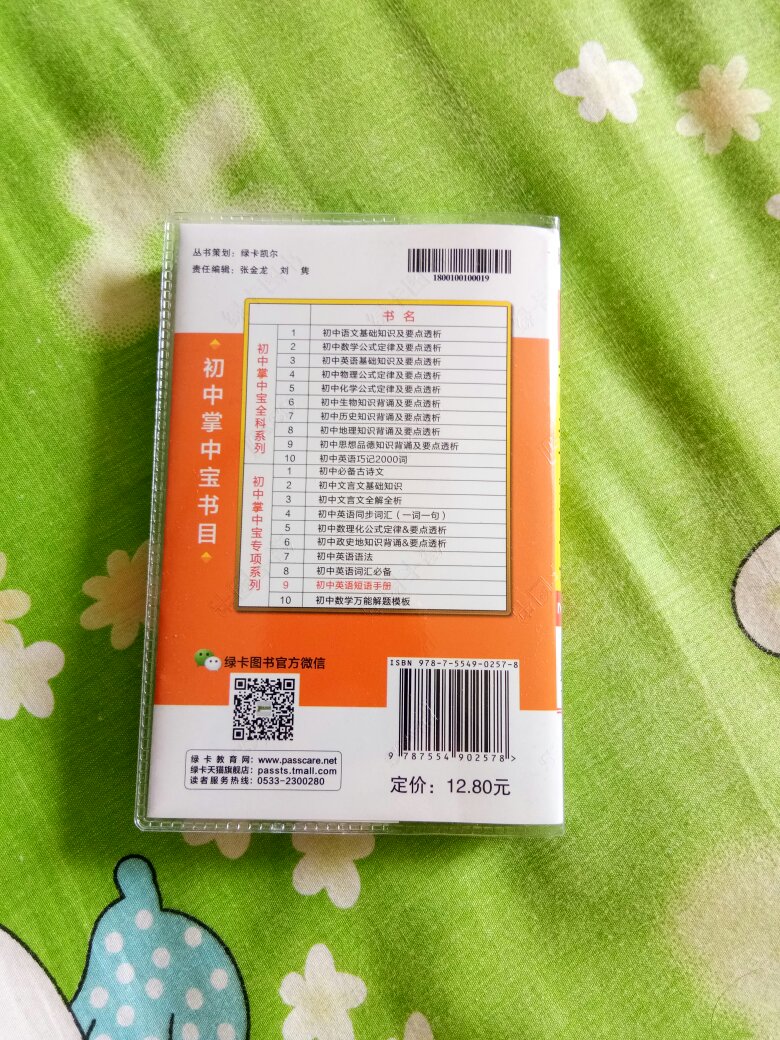 丛书策划：绿卡凯尔
责任编辑：张金龙 刘 隽
1800100100019
初中掌中宝书目
书 名
初中掌中宝全科系列
1 初中语文基础知识及要点透析
2 初中数学公式定律及要点透析
3 初中英语基础知识及要点透析
4 初中物理公式定律及要点透析
5 初中化学公式定律及要点透析
6 初中生物知识背诵及要点透析
7 初中历史知识背诵及要点透析
8 初中地理知识背诵及要点透析
9 初中思想品德知识背诵及要点透析
10 初中英语巧记2000词
初中掌中宝专项系列
1 初中必备古诗文
2 初中文言文基础知识
3 初中文言文全解全析
4 初中英语同步词汇（一词一句）
5 初中数理化公式定律&要点透析
6 初中政史地知识背诵&要点透析
7 初中英语语法
8 初中英语词汇必备
9 初中英语短语手册
10 初中数学万能解题模板
绿卡图书官方微信
绿卡教育网：www.passcare.net
绿卡天猫旗舰店：passts.tmall.com
读者服务热线：0533-2300280
ISBN 978-7-5549-0257-8
9 787554 902578 >
定价：12.80元